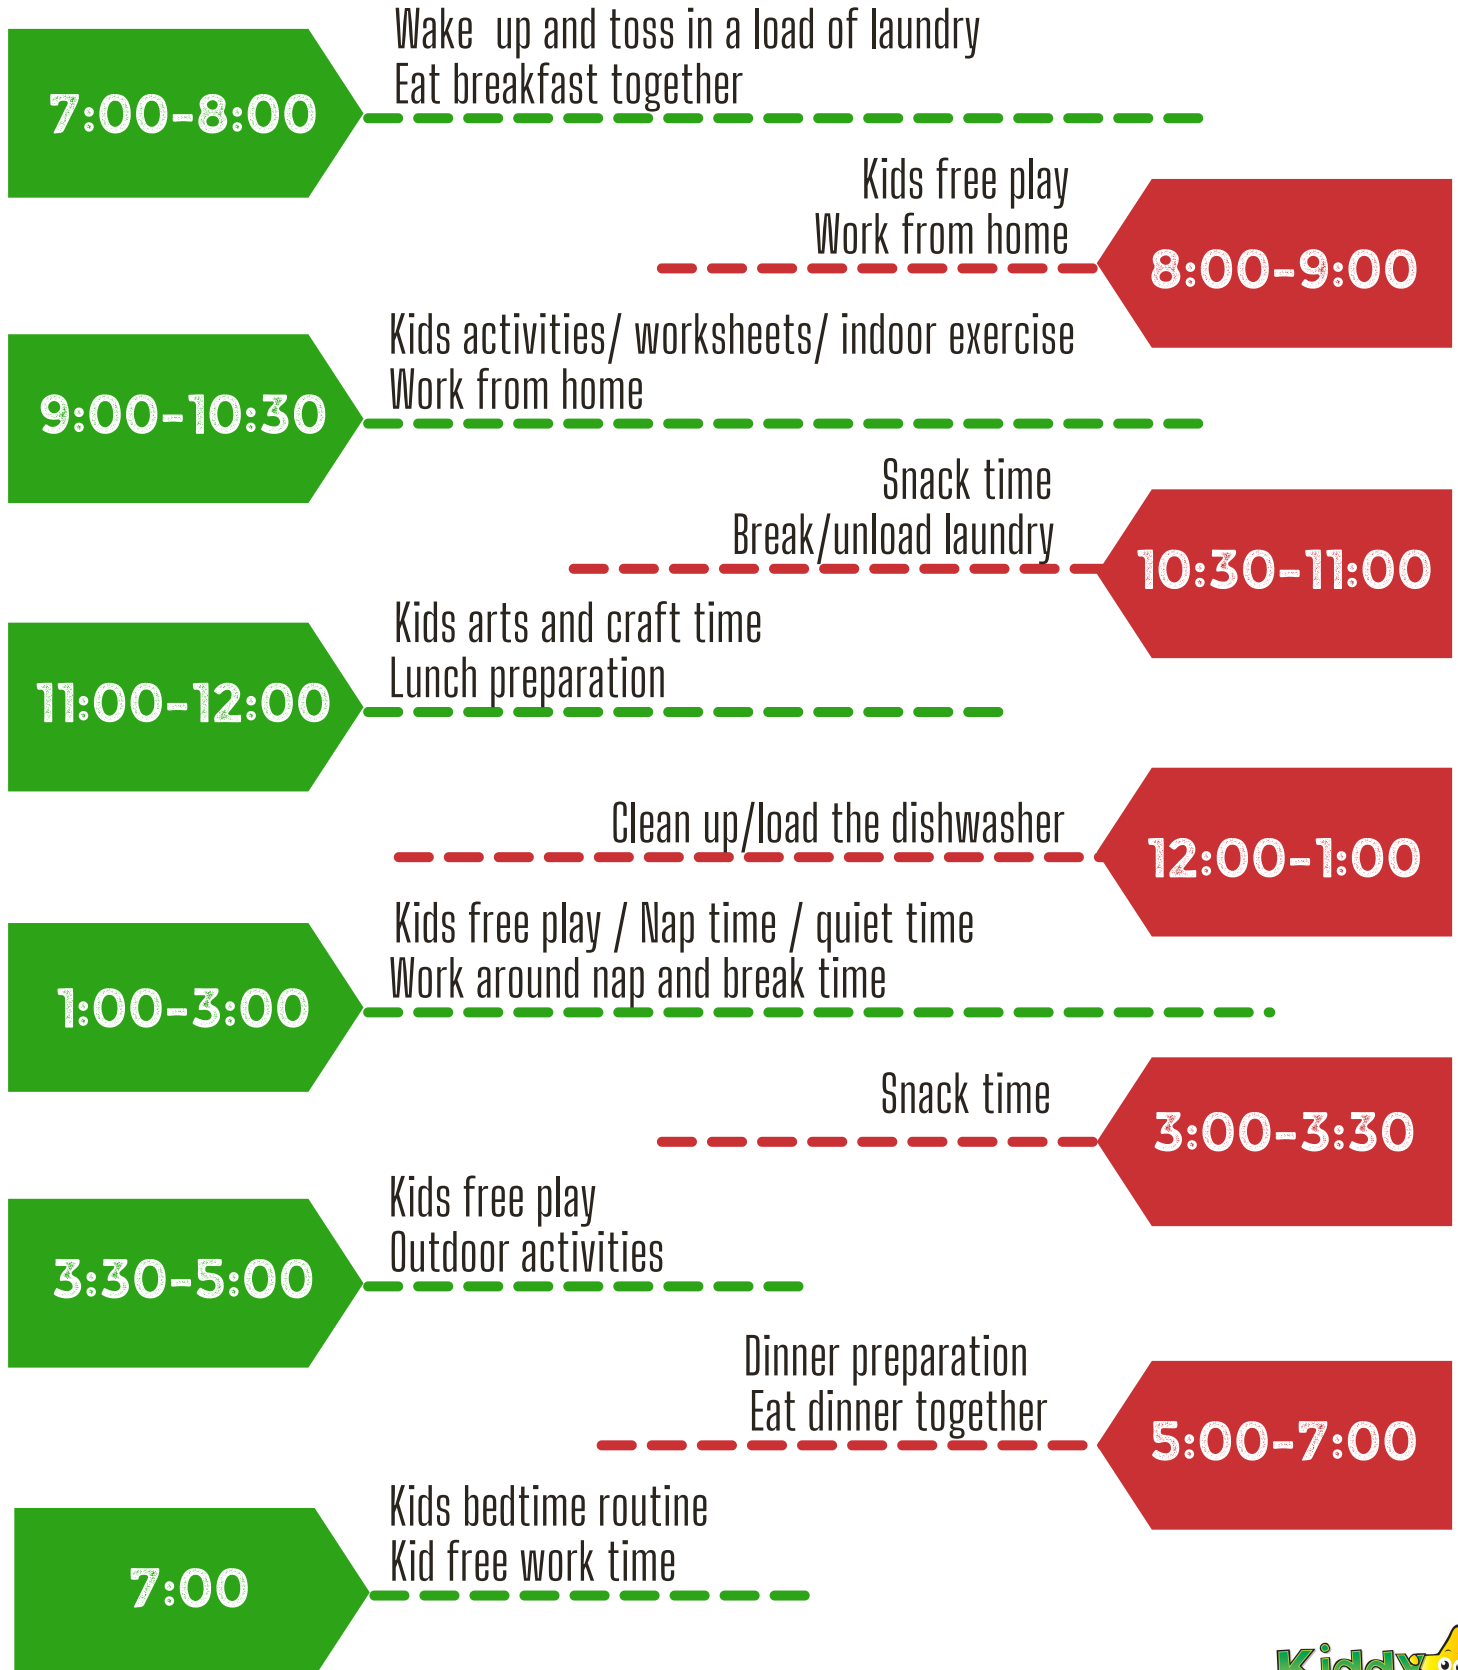 Wake up and toss in a load of laundry
Eat breakfast together
7:00-8:00
Kids free play
Work from home
8:00-9:00
Kids activities/ worksheets/ indoor exercise
Work from home
9:00-10:30
Snack time
Break/unload laundry
10:30-11:00
Kids arts and craft time
Lunch preparation
11:00-12:00
Clean up/load the dishwasher
12:00-1:00
Kids free play / Nap time / quiet time
Work around nap and break time
1:00-3:00
Snack time
3:00-3:30
Kids free play
Outdoor activities
3:30-5:00
Dinner preparation
Eat dinner together
5:00-7:00
Kids bedtime routine
Kid free work time
7:00
Kiddy